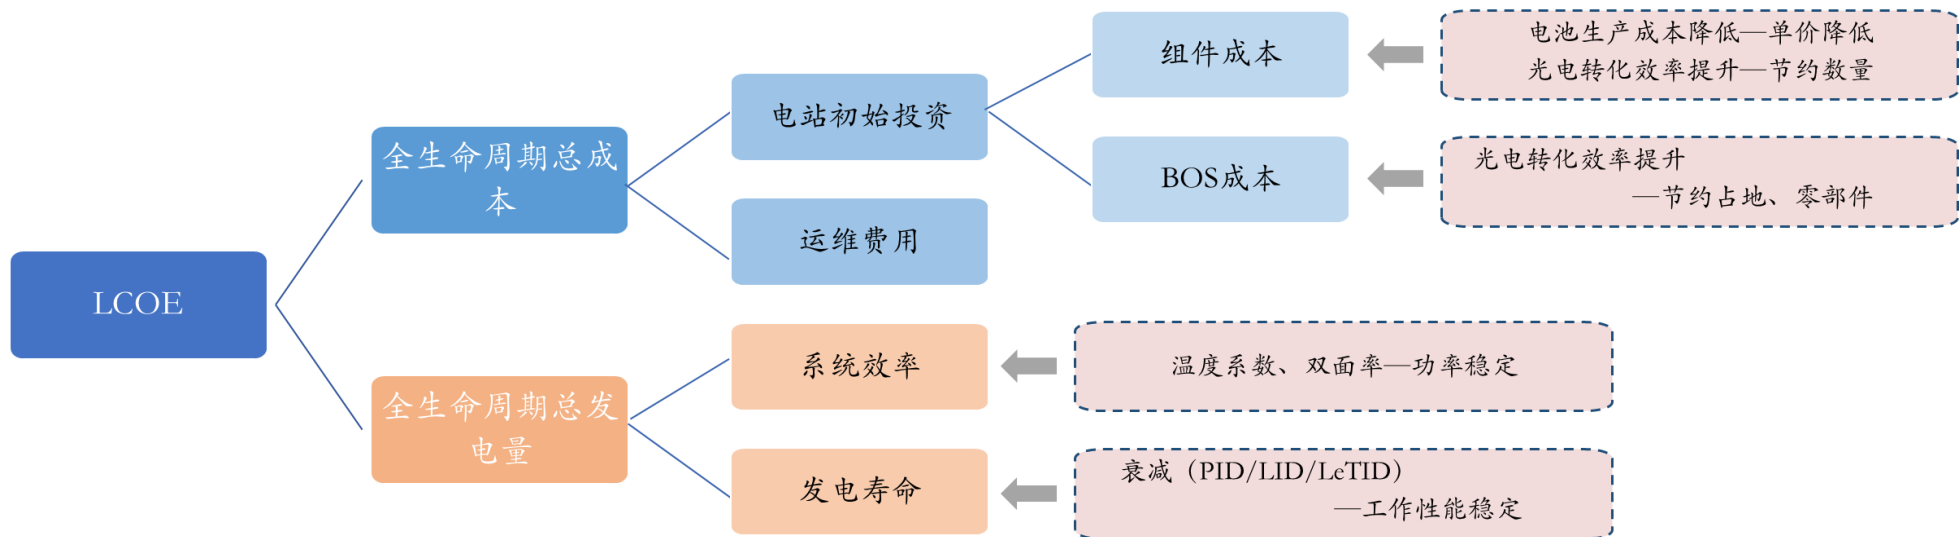 LCOE
全生命周期总成
本
电站初始投资
组件成本
电池生产成本降低—单价降低
光电转化效率提升—节约数量
BOS成本
光电转化效率提升
—节约占地、零部件
运维费用
全生命周期总发
电量
系统效率
温度系数、双面率—功率稳定
发电寿命
衰减（PID/LID/LeTID）
—工作性能稳定